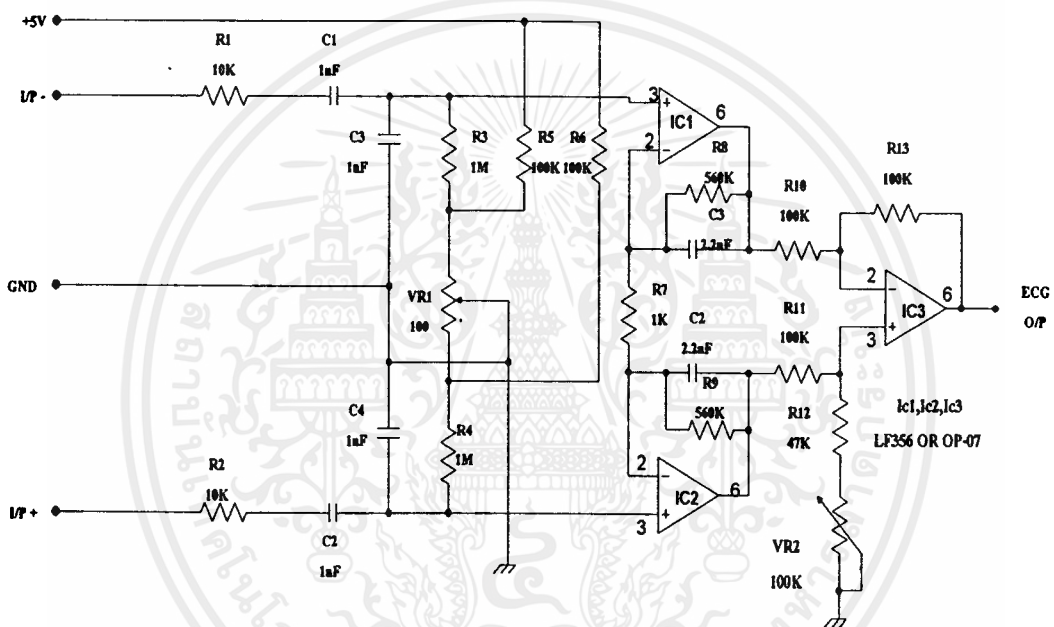 +5V
R1
10K
C1
1nF
I/P -
C3
1nF
R3
1M
R5
100K
R6
100K
3
+
2
-
6
IC1
R8
560K
C3
2.2nF
R10
100K
R13
100K
GND
VR1
100
R7
1K
C2
2.2nF
R9
560K
R11
100K
2
-
3
+
6
IC3
ECG
O/P
R12
47K
Ic1,Ic2,Ic3
LF356 OR OP-07
C4
1nF
R4
1M
R2
10K
I/P +
C2
1nF
2
-
3
+
6
IC2
VR2
100K